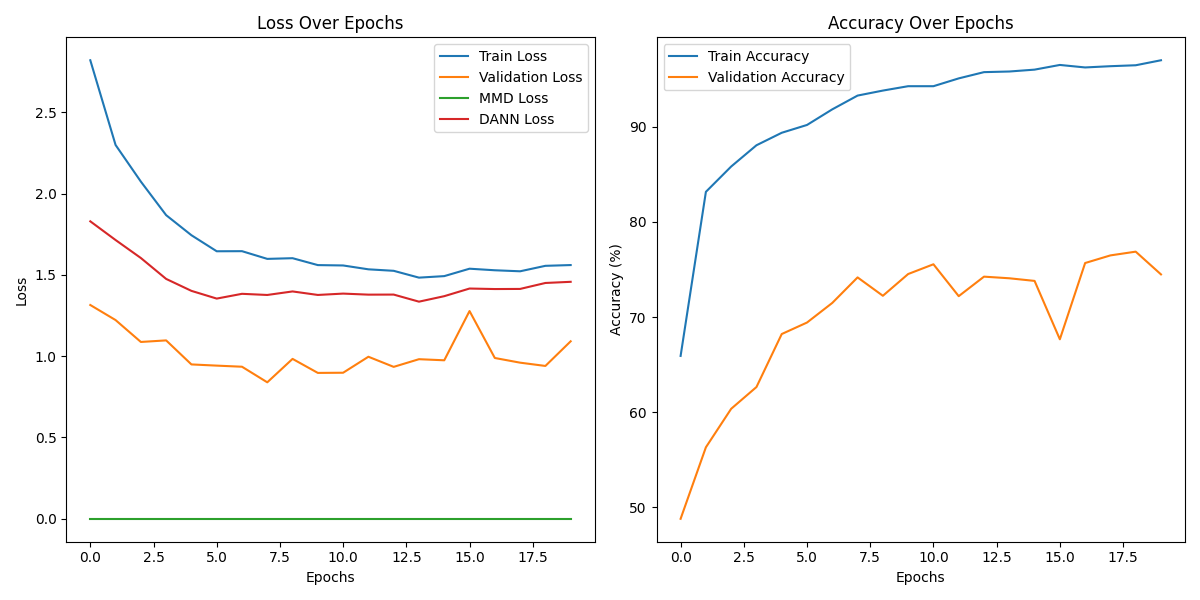 Loss Over Epochs
Train Loss
Validation Loss
MMD Loss
DANN Loss
2.5
2.0
1.5
1.0
0.5
0.0
Loss
0.0 2.5 5.0 7.5 10.0 12.5 15.0 17.5
Epochs
Accuracy Over Epochs
Train Accuracy
Validation Accuracy
90
80
70
60
50
Accuracy (%)
0.0 2.5 5.0 7.5 10.0 12.5 15.0 17.5
Epochs